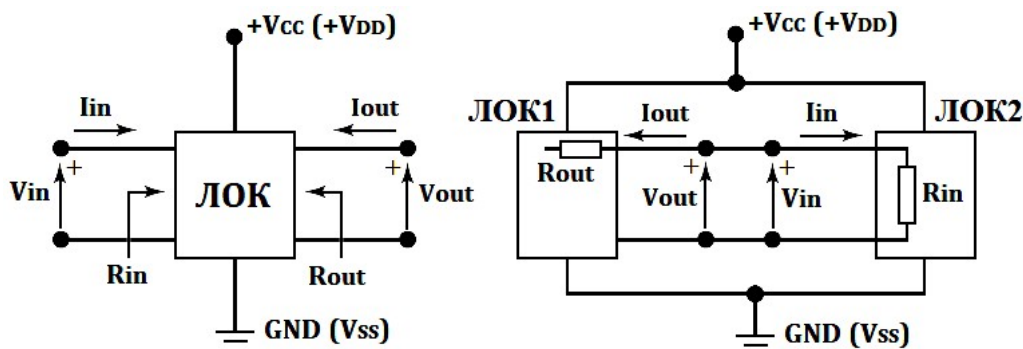 +Vcc (+VDD)
Iin
Iout
+
+
Vin
ЛОК
Vout
Rin
Rout
GND (Vss)
+Vcc (+VDD)
ЛОК1
Iout
Iin
ЛОК2
Rout
+
+
Vout
Vin
Rin
GND (Vss)